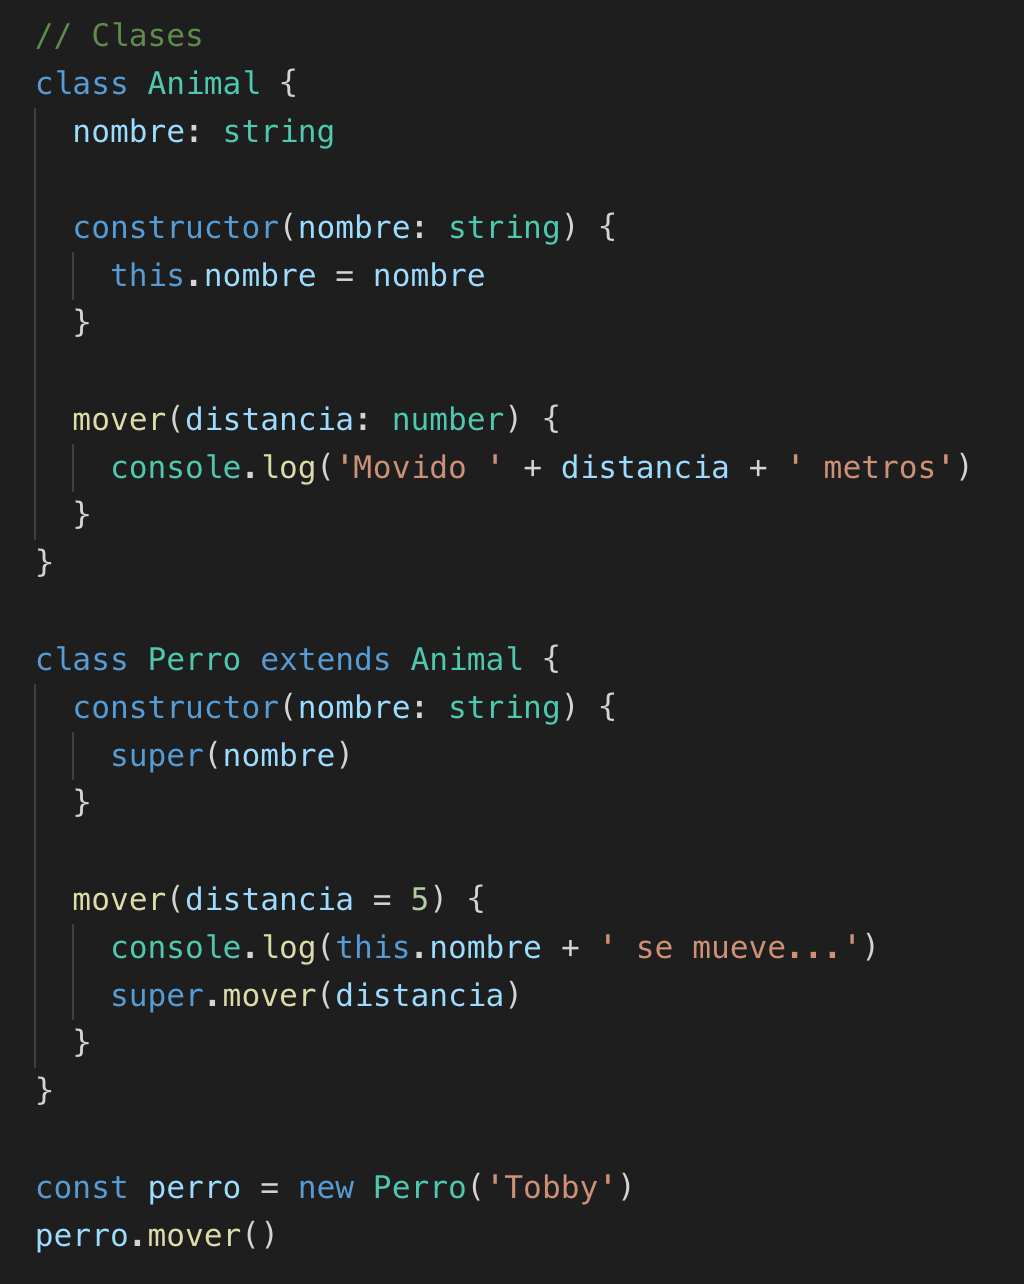 // Clases
class Animal {
  nombre: string

  constructor(nombre: string) {
    this.nombre = nombre
  }

  mover(distancia: number) {
    console.log('Movido ' + distancia + ' metros')
  }
}

class Perro extends Animal {
  constructor(nombre: string) {
    super(nombre)
  }

  mover(distancia = 5) {
    console.log(this.nombre + ' se mueve...')
    super.mover(distancia)
  }
}

const perro = new Perro('Tobby')
perro.mover()